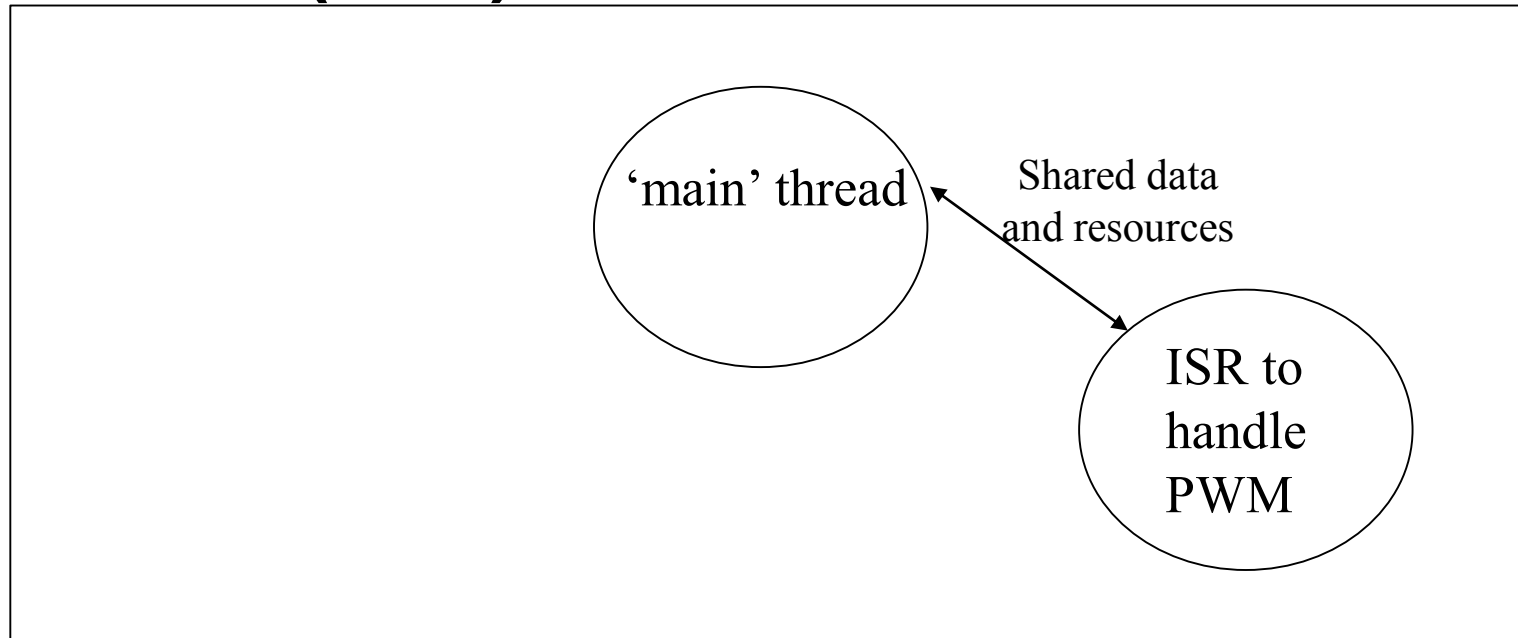 ‘main’ thread
Shared data
and resources
ISR to
handle
PWM